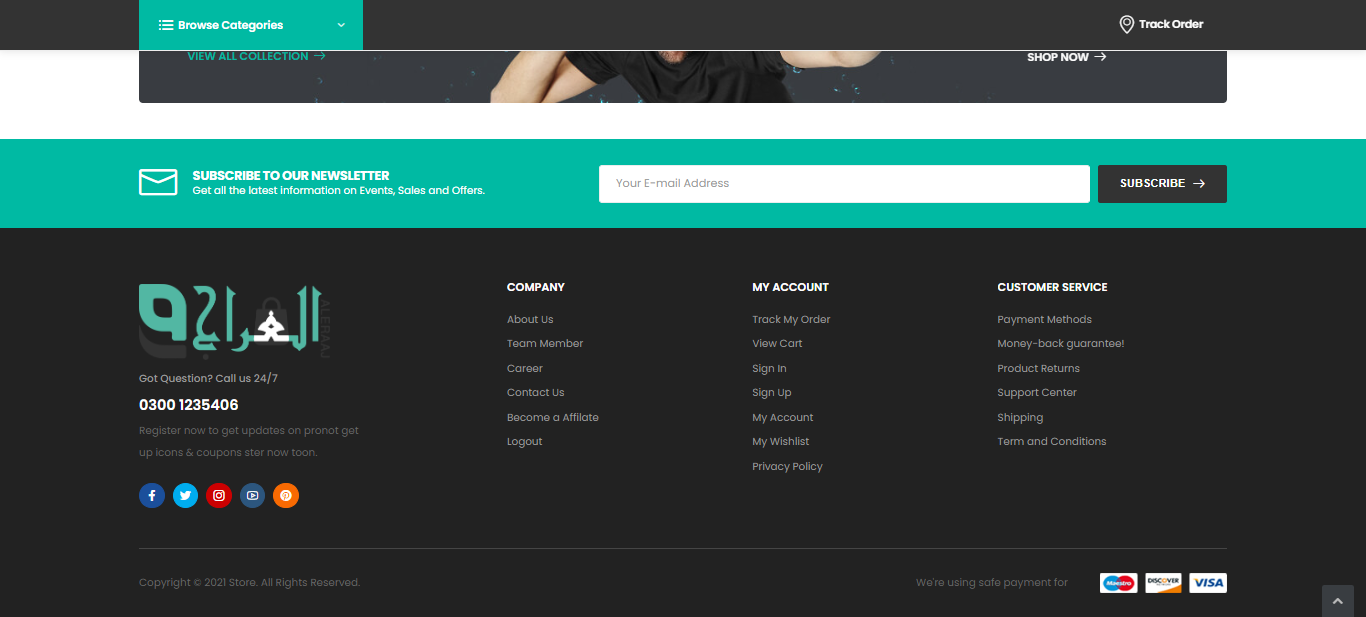 Browse Categories
Track Order
VIEW ALL COLLECTION
SHOP NOW
SUBSCRIBE TO OUR NEWSLETTER
Get all the latest information on Events, Sales and Offers.
Your E-mail Address
SUBSCRIBE
العراج
ALERAAJ
Got Question? Call us 24/7
0300 1235406
Register now to get updates on pronot get
up icons & coupons ster now toon.
COMPANY
About Us
Team Member
Career
Contact Us
Become a Affilate
Logout
MY ACCOUNT
Track My Order
View Cart
Sign In
Sign Up
My Account
My Wishlist
Privacy Policy
CUSTOMER SERVICE
Payment Methods
Money-back guarantee!
Product Returns
Support Center
Shipping
Term and Conditions
Copyright © 2021 Store. All Rights Reserved.
We're using safe payment for
Maestro
DISCOVER
VISA